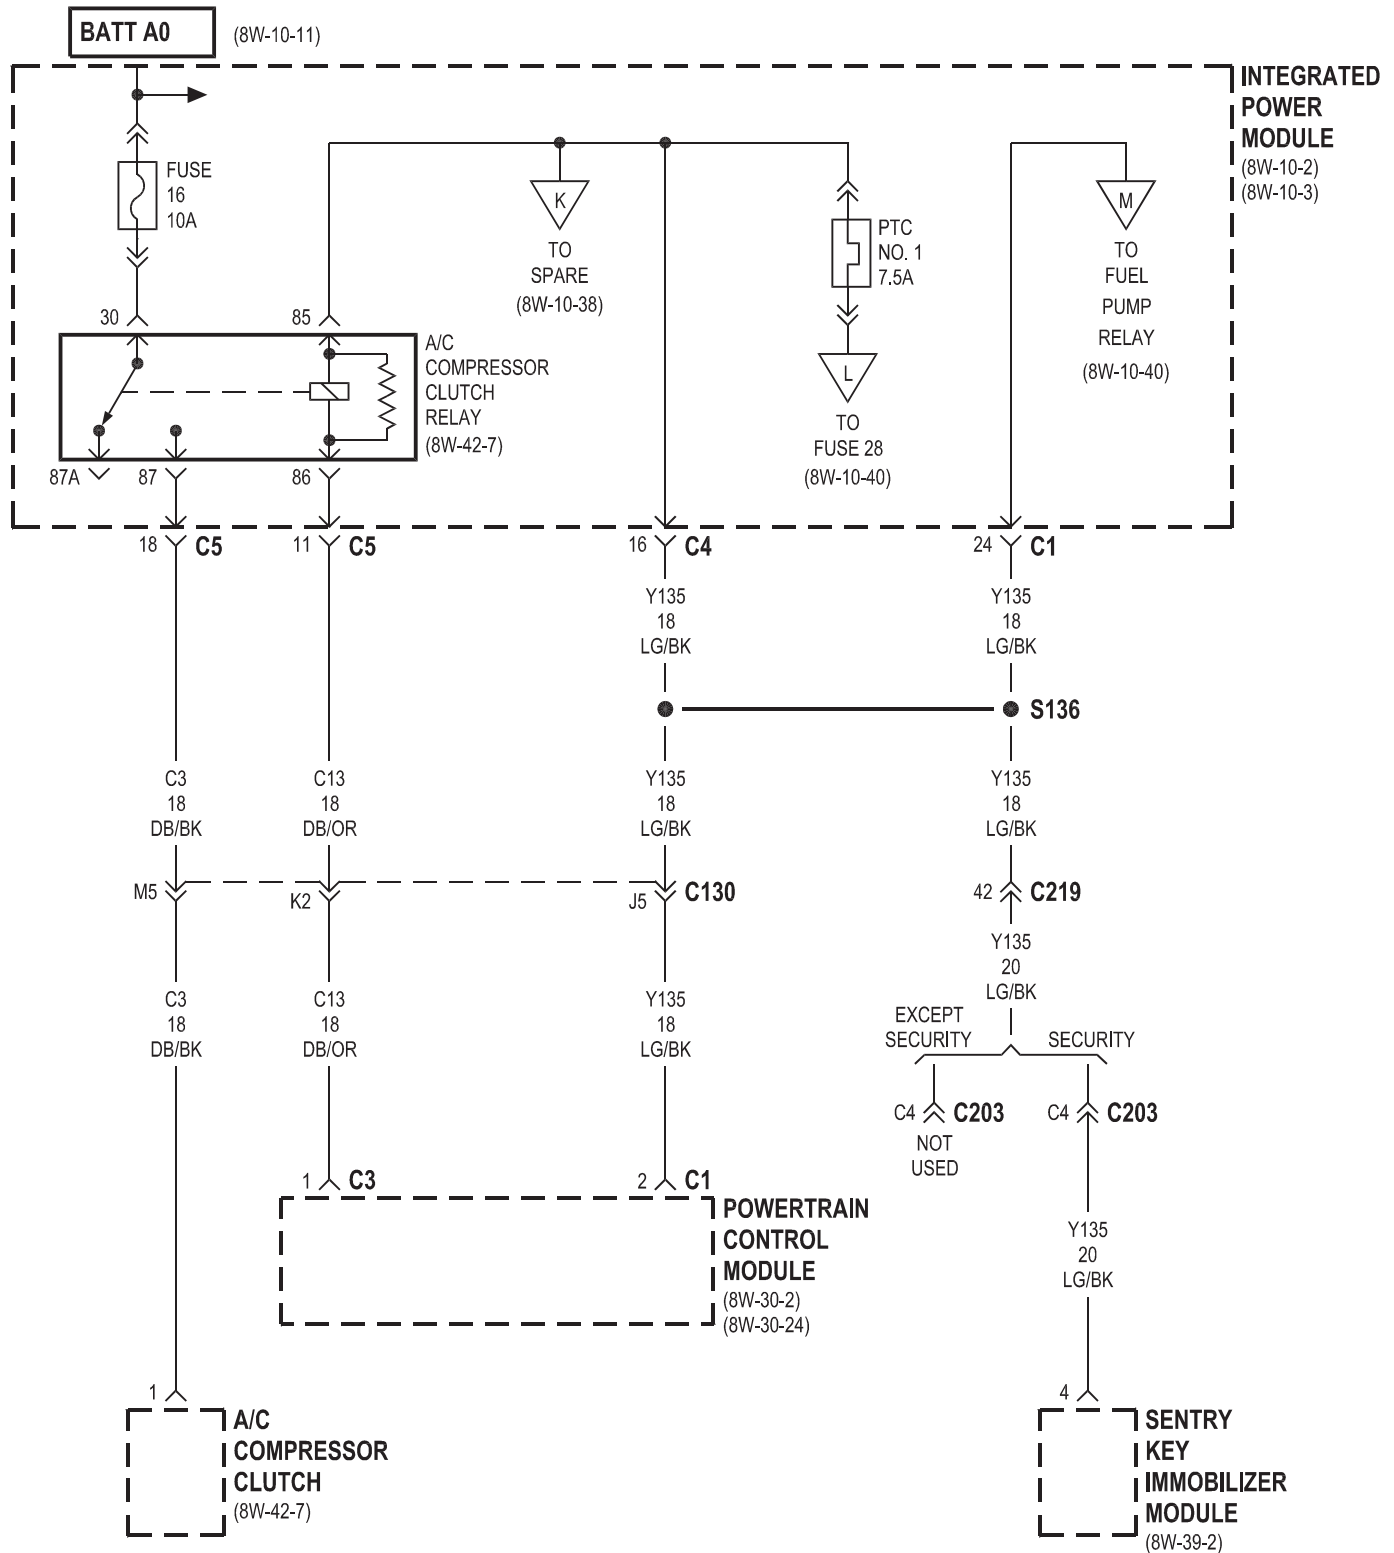 BATT A0
(8W-10-11)
INTEGRATED
POWER
MODULE
(8W-10-2)
(8W-10-3)
FUSE
16
10A
K
TO
SPARE
(8W-10-38)
PTC
NO. 1
7.5A
M
TO
FUEL
PUMP
RELAY
(8W-10-40)
L
TO
FUSE 28
(8W-10-40)
30
85
A/C
COMPRESSOR
CLUTCH
RELAY
(8W-42-7)
87A
87
86
18 C5
11 C5
16 C4
24 C1
Y135
18
LG/BK
Y135
18
LG/BK
S136
C3
18
DB/BK
C13
18
DB/OR
Y135
18
LG/BK
Y135
18
LG/BK
M5
K2
J5
C130
42 C219
Y135
20
LG/BK
C3
18
DB/BK
C13
18
DB/OR
Y135
18
LG/BK
EXCEPT
SECURITY
SECURITY
C4 C203
NOT
USED
C4 C203
1 C3
2 C1
POWERTRAIN
CONTROL
MODULE
(8W-30-2)
(8W-30-24)
Y135
20
LG/BK
1
A/C
COMPRESSOR
CLUTCH
(8W-42-7)
4
SENTRY
KEY
IMMOBILIZER
MODULE
(8W-39-2)